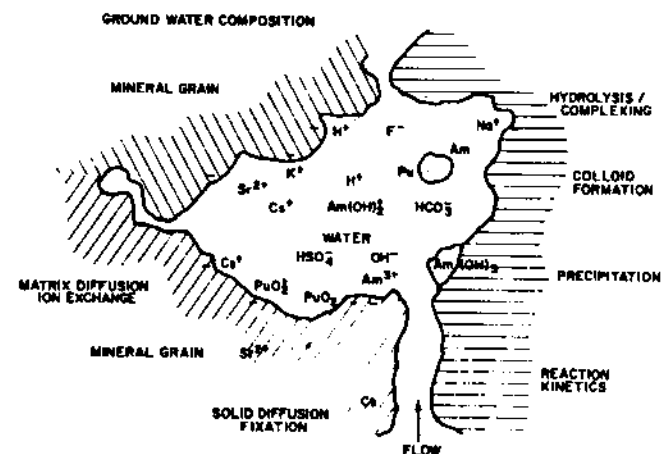 GROUND WATER COMPOSITION
MINERAL GRAIN
HYDROLYSIS /
COMPLEXING
H⁺
F⁻
Na⁺
Am
Pu
K⁺
H⁺
Sr²⁺
Cs⁺
Am(OH)₂⁺
HCO₃⁻
COLLOID
FORMATION
WATER
HSO₄⁻
OH⁻
Cs⁺
Am(OH)₃
PRECIPITATION
MATRIX DIFFUSION
ION EXCHANGE
PuO₂⁺
PuO₂
Am³⁺
MINERAL GRAIN
Sr²⁺
REACTION
KINETICS
Cs
SOLID DIFFUSION
FIXATION
FLOW